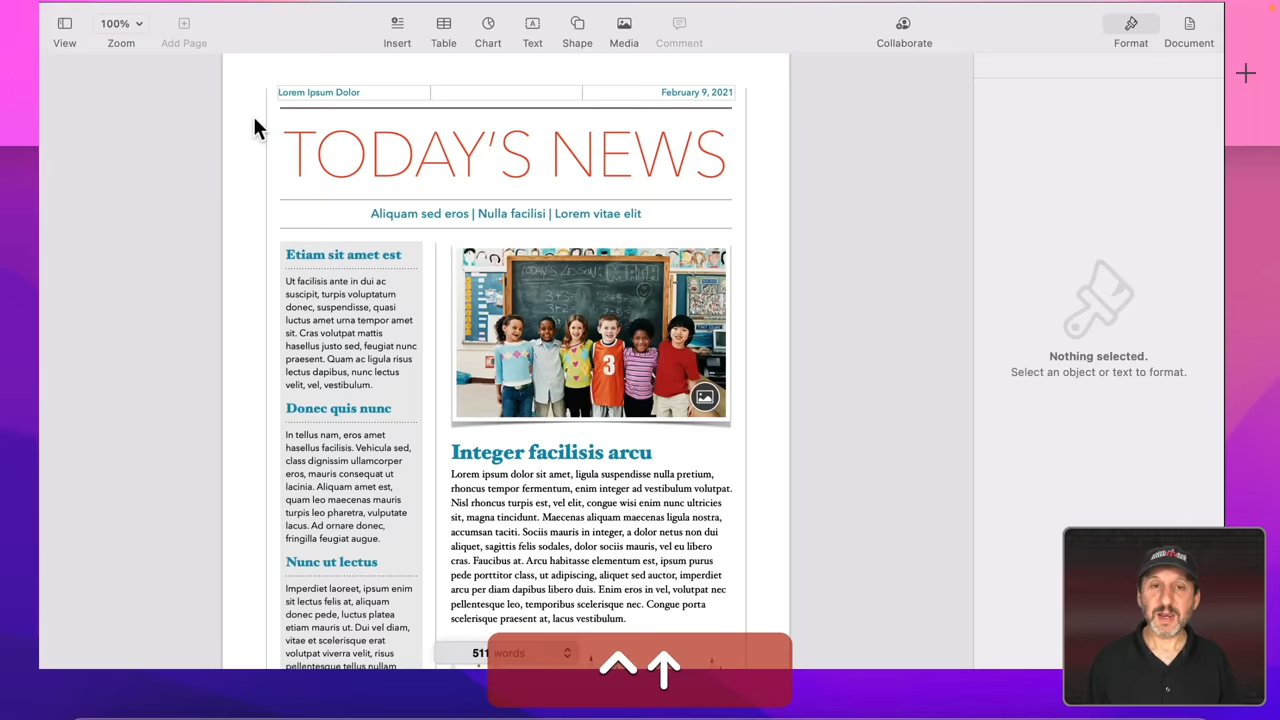 100%
View
Zoom
Add Page
Insert
Table
Chart
Text
Shape
Media
Comment
Collaborate
Format
Document
Lorem Ipsum Dolor
February 9, 2021
TODAY'S NEWS
Aliquam sed eros | Nulla facilisi | Lorem vitae elit
Etiam sit amet est
Ut facilisis ante in dui ac
suscipit, turpis voluptatum
donec, suspendisse, quasi
luctus amet urna tempor amet
sit. Cras volutpat mattis
hasellus justo sed, feugiat nunc
praesent. Quam ac ligula risus
lectus dapibus, nunc lectus
velit, vel, vestibulum.
Donec quis nunc
In tellus nam, eros amet
hasellus facilisis. Vehicula sed,
class dignissim ullamcorper
eros, mauris consequat ut
lacinia. Aliquam amet est,
quam leo maecenas mauris
turpis leo pharetra, vulputate
lacus. Ad ornare donec,
fringilla feugiat augue.
Nunc ut lectus
Imperdiet laoreet, ipsum enim
sit lectus felis at, aliquam
donec pede, luctus platea
etiam mauris ut. Dui vel diam,
vitae et scelerisque erat
volutpat viverra velit, risus
pellentesque tellus nullam
TODAY'S LESSON:
3+3=
3
Integer facilisis arcu
Lorem ipsum dolor sit amet, ligula suspendisse nulla pretium,
rhoncus tempor fermentum, enim integer ad vestibulum volutpat.
Nisl rhoncus turpis est, vel elit, congue wisi enim nunc ultricies
sit, magna tincidunt. Maecenas aliquam maecenas ligula nostra,
accumsan taciti. Sociis mauris in integer, a dolor netus non dui
aliquet, sagittis felis sodales, dolor sociis mauris, vel eu libero
cras. Faucibus at. Arcu habitasse elementum est, ipsum purus
pede porttitor class, ut adipiscing, aliquet sed auctor, imperdiet
arcu per diam dapibus libero duis. Enim eros in vel, volutpat nec
pellentesque leo, temporibus scelerisque nec. Congue porta
scelerisque praesent at, lacus vestibulum.
511 words
Nothing selected.
Select an object or text to format.